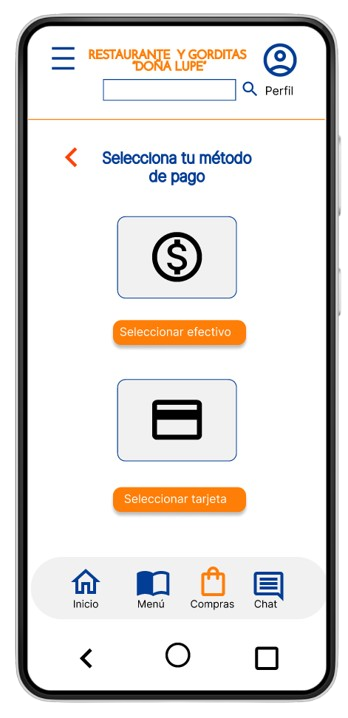 RESTAURANTE Y GORDITAS
"DOÑA LUPE"
Perfil
Selecciona tu método
de pago
Seleccionar efectivo
Seleccionar tarjeta
Inicio
Menú
Compras
Chat